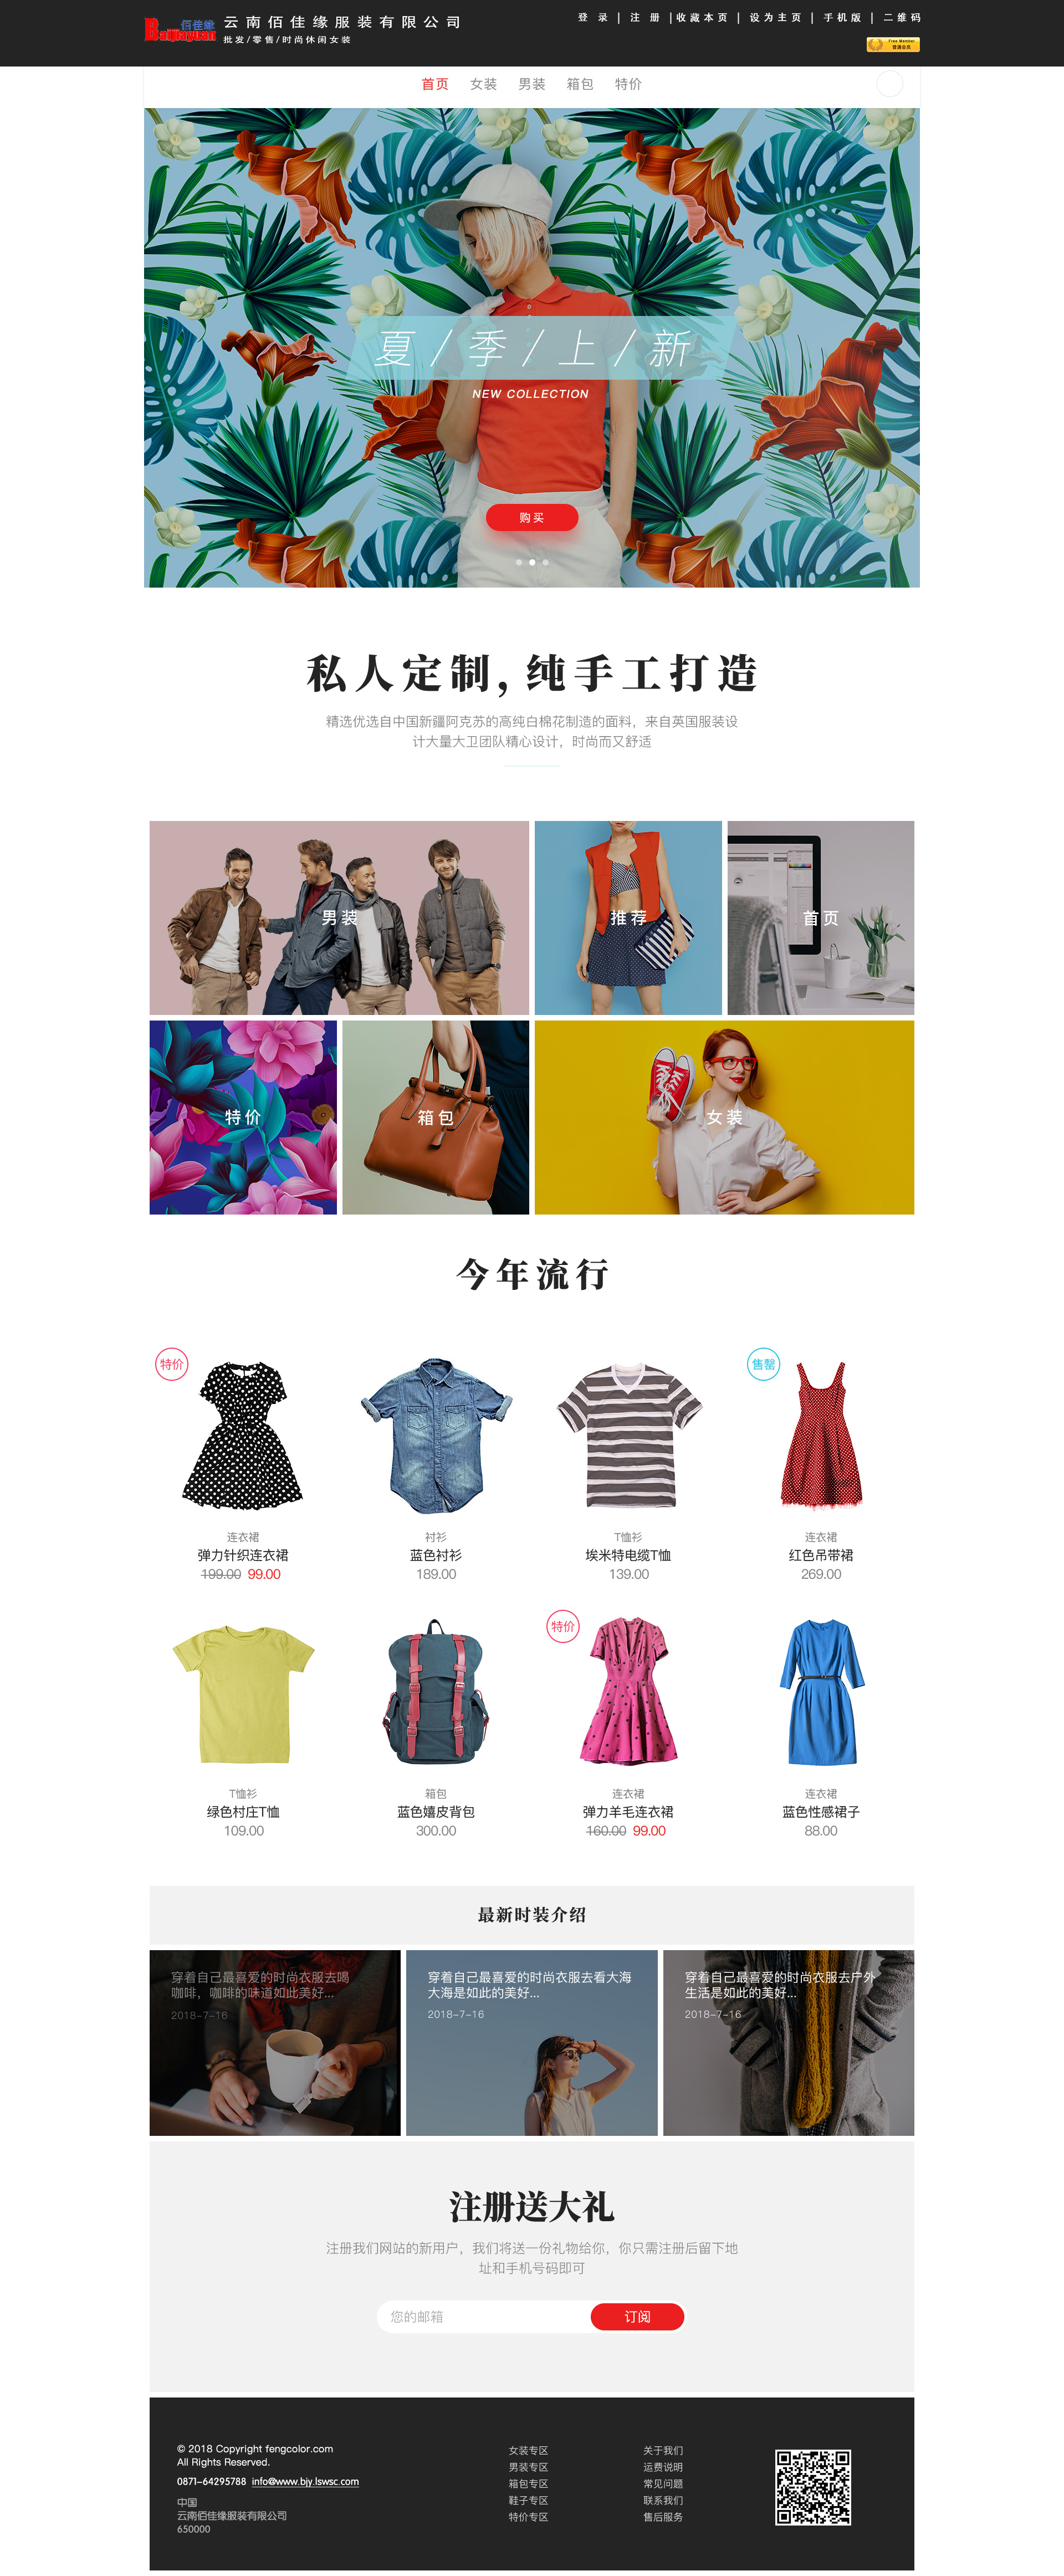 佰佳缘
Baijiayuan
云南佰佳缘服装有限公司
批发/零售/时尚休闲女装
登 录 | 注 册 | 收藏本页 | 设为主页 | 手机版 | 二维码
Free Member
普通会员
首页 女装 男装 箱包 特价
夏/季/上/新
NEW COLLECTION
购买
私人定制，纯手工打造
精选优选自中国新疆阿克苏的高纯白棉花制造的面料，来自英国服装设
计大量大卫团队精心设计，时尚而又舒适
男装
推荐
首页
特价
箱包
女装
今年流行
特价
售罄
连衣裙
弹力针织连衣裙
199.00 99.00
衬衫
蓝色衬衫
189.00
T恤衫
埃米特电缆T恤
139.00
连衣裙
红色吊带裙
269.00
特价
T恤衫
绿色村庄T恤
109.00
箱包
蓝色嬉皮背包
300.00
连衣裙
弹力羊毛连衣裙
160.00 99.00
连衣裙
蓝色性感裙子
88.00
最新时装介绍
穿着自己最喜爱的时尚衣服去喝
咖啡，咖啡的味道如此美好...
2018-7-16
穿着自己最喜爱的时尚衣服去看大海
大海是如此的美好...
2018-7-16
穿着自己最喜爱的时尚衣服去户外
生活是如此的美好...
2018-7-16
注册送大礼
注册我们网站的新用户，我们将送一份礼物给你，你只需注册后留下地
址和手机号码即可
您的邮箱
订阅
© 2018 Copyright fengcolor.com
All Rights Reserved.
0871-64295788 info@www.bjy.lswsc.com
中国
云南佰佳缘服装有限公司
650000
女装专区
男装专区
箱包专区
鞋子专区
特价专区
关于我们
运费说明
常见问题
联系我们
售后服务